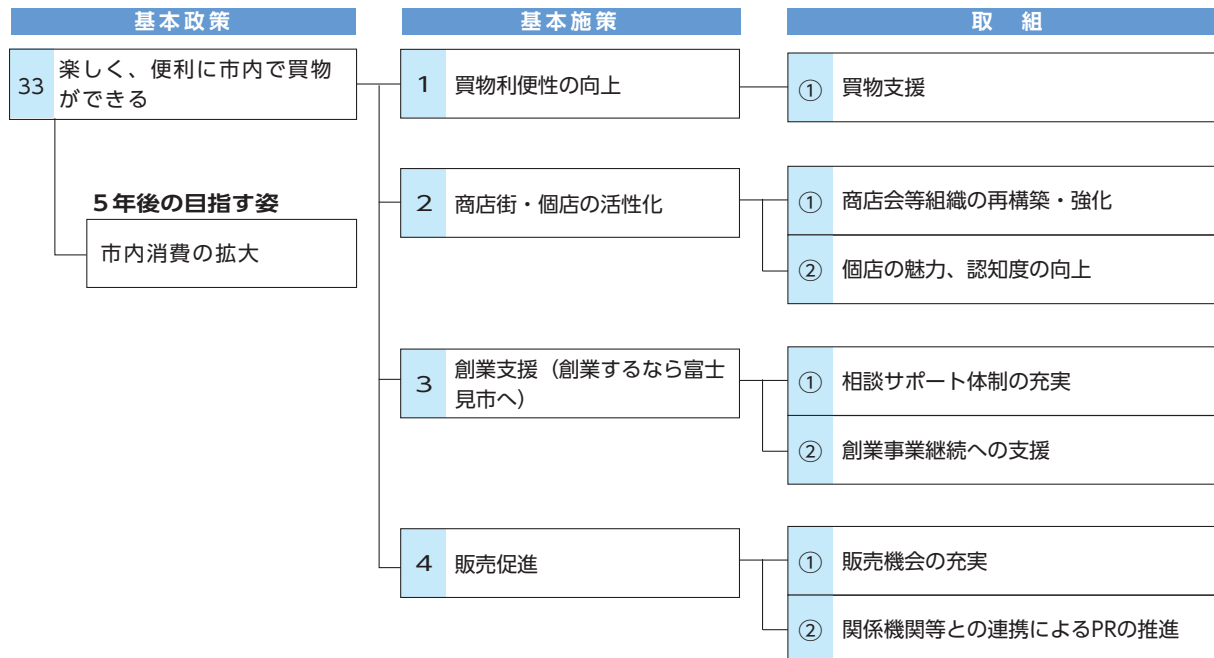 基本政策
基本施策
取 組
33
楽しく、便利に市内で買物
ができる
5年後の目指す姿
市内消費の拡大
1
買物利便性の向上
① 買物支援
2
商店街・個店の活性化
① 商店会等組織の再構築・強化
② 個店の魅力、認知度の向上
3
創業支援（創業するなら富士
見市へ）
① 相談サポート体制の充実
② 創業事業継続への支援
4
販売促進
① 販売機会の充実
② 関係機関等との連携によるPRの推進